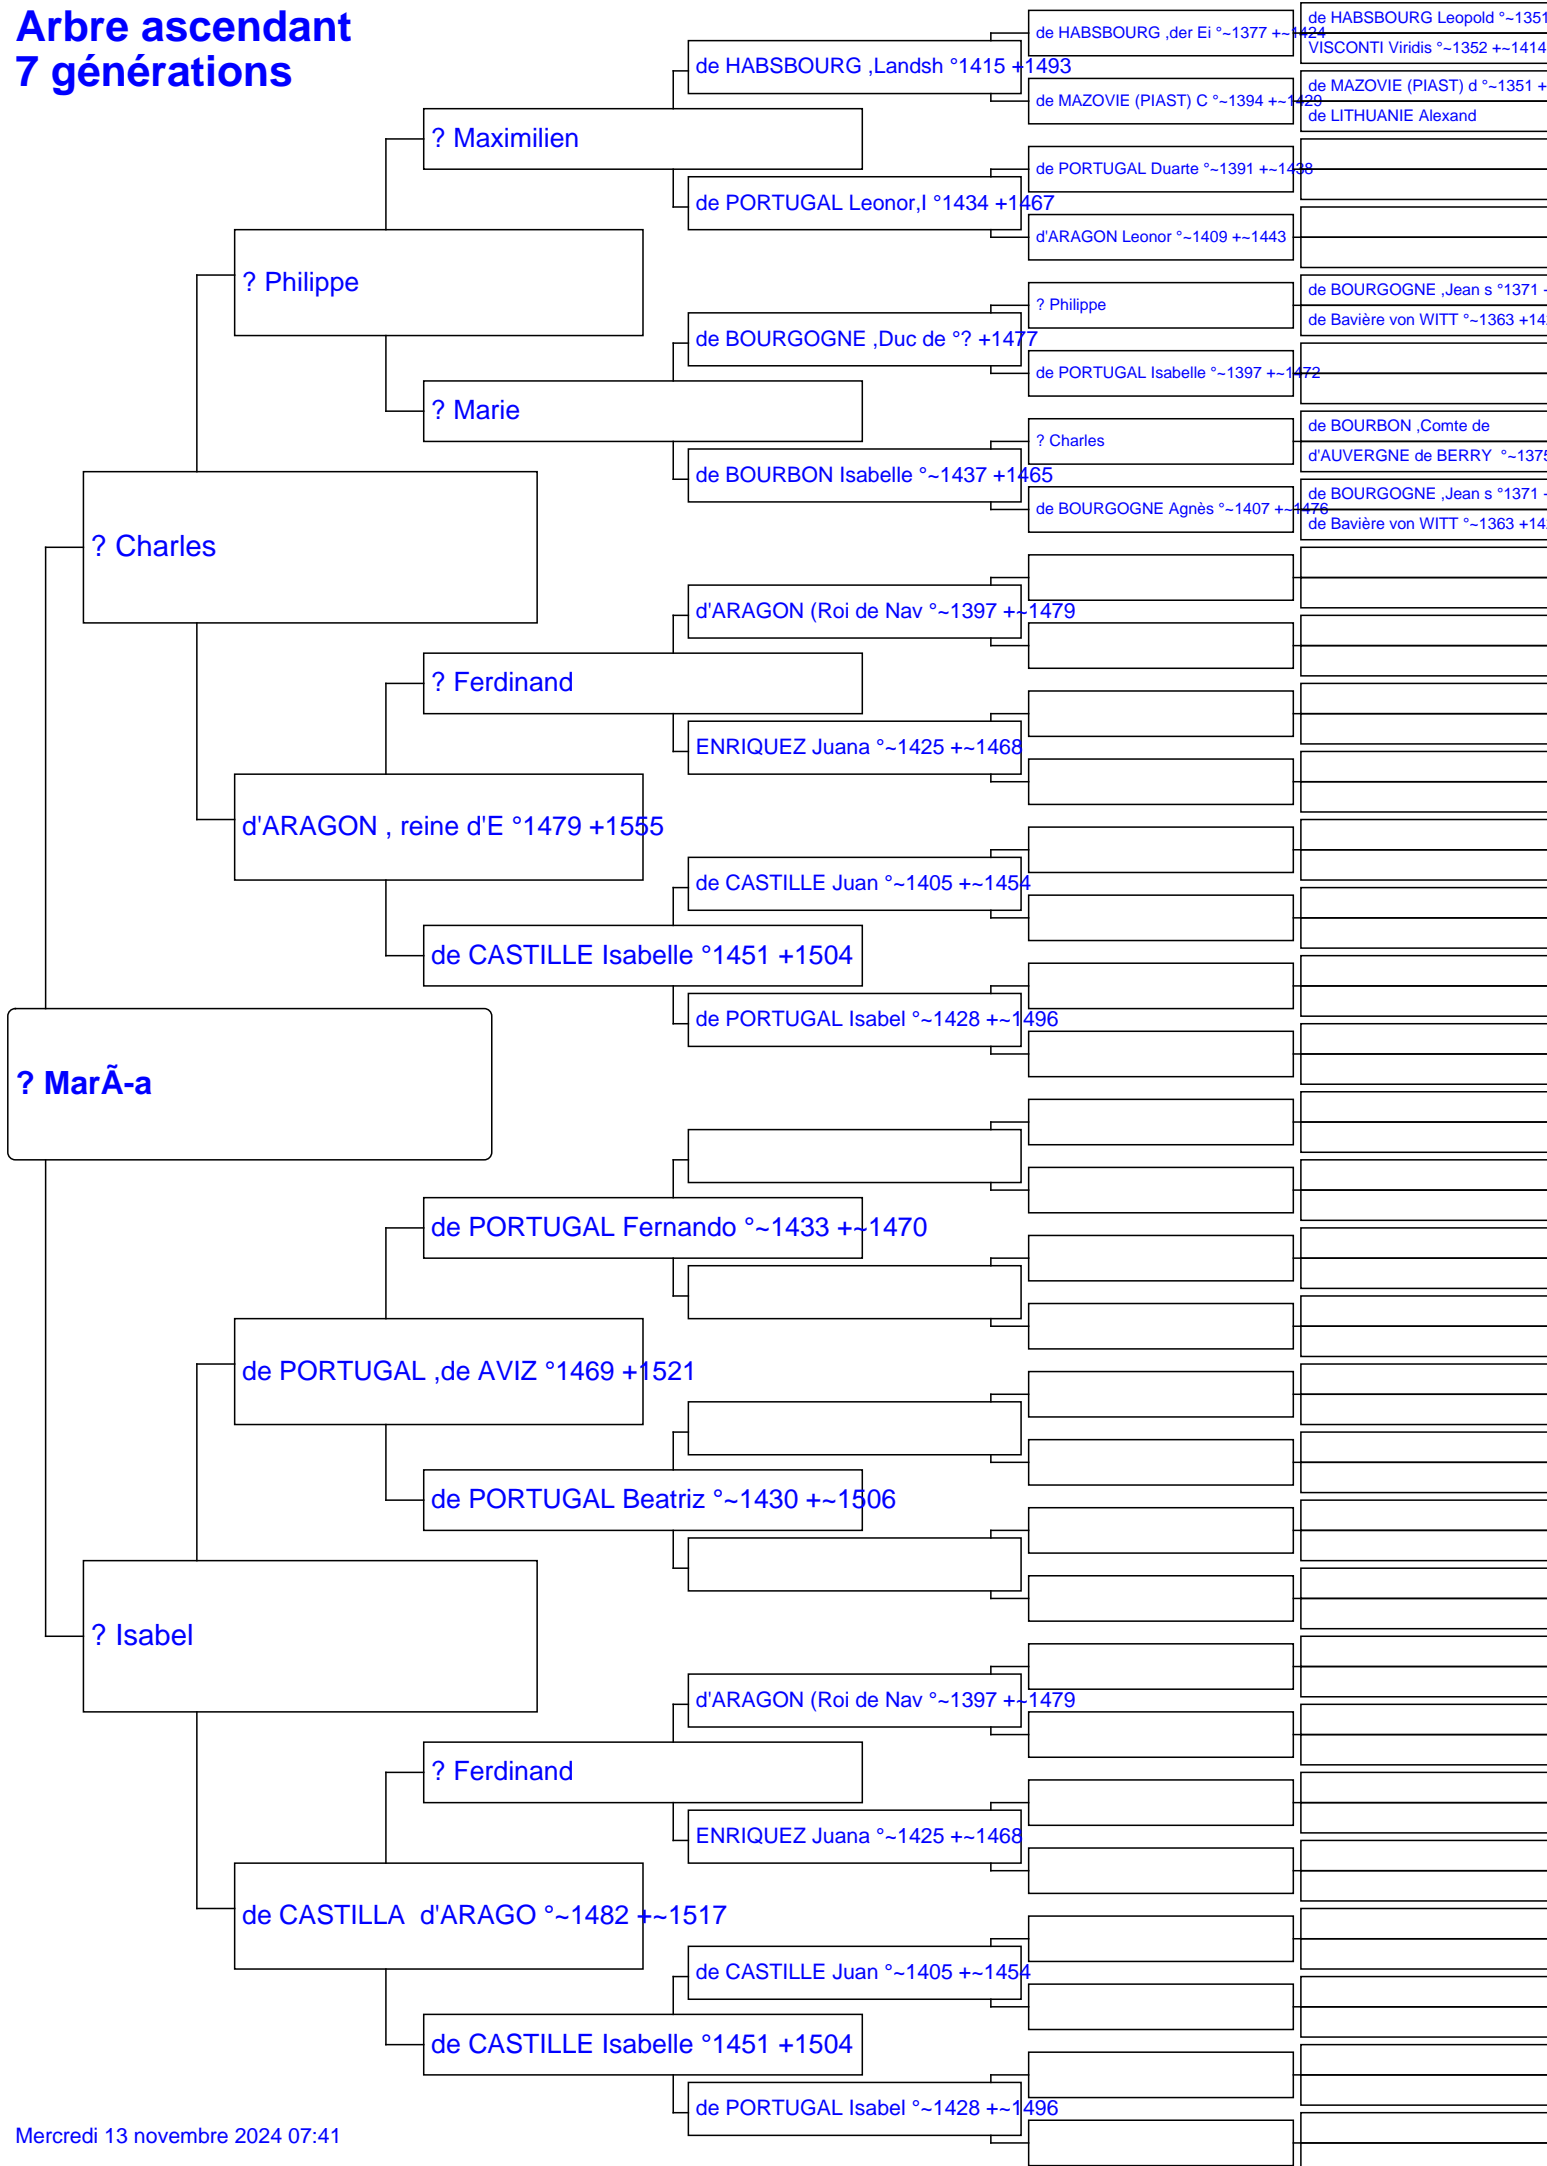 Arbre ascendant
7 générations
de HABSBOURG ,der Ei °~1377 +~1424
de HABSBOURG Leopold °~1351
VISCONTI Viridis °~1352 +~1414
de HABSBOURG ,Landsh °1415 +1493
de MAZOVIE (PIAST) C °~1394 +~1429
de MAZOVIE (PIAST) d °~1351 +
de LITHUANIE Alexand
? Maximilien
de PORTUGAL Duarte °~1391 +~1438
de PORTUGAL Leonor,I °1434 +1467
d'ARAGON Leonor °~1409 +~1443
? Philippe
? Philippe
de BOURGOGNE ,Jean s °1371 +
de Bavière von WITT °~1363 +14
de BOURGOGNE ,Duc de °? +1477
de PORTUGAL Isabelle °~1397 +~1472
? Marie
? Charles
de BOURBON ,Comte de
d'AUVERGNE de BERRY  °~1375
de BOURBON Isabelle °~1437 +1465
de BOURGOGNE Agnès °~1407 +~1476
de BOURGOGNE ,Jean s °1371 +
de Bavière von WITT °~1363 +14
? Charles
d'ARAGON (Roi de Nav °~1397 +~1479
? Ferdinand
ENRIQUEZ Juana °~1425 +~1468
d'ARAGON , reine d'E °1479 +1555
de CASTILLE Juan °~1405 +~1454
de CASTILLE Isabelle °1451 +1504
de PORTUGAL Isabel °~1428 +~1496
? MarÃ-a
de PORTUGAL Fernando °~1433 +~1470
de PORTUGAL ,de AVIZ °1469 +1521
de PORTUGAL Beatriz °~1430 +~1506
? Isabel
d'ARAGON (Roi de Nav °~1397 +~1479
? Ferdinand
ENRIQUEZ Juana °~1425 +~1468
de CASTILLA  d'ARAGO °~1482 +~1517
de CASTILLE Juan °~1405 +~1454
de CASTILLE Isabelle °1451 +1504
de PORTUGAL Isabel °~1428 +~1496
Mercredi 13 novembre 2024 07:41